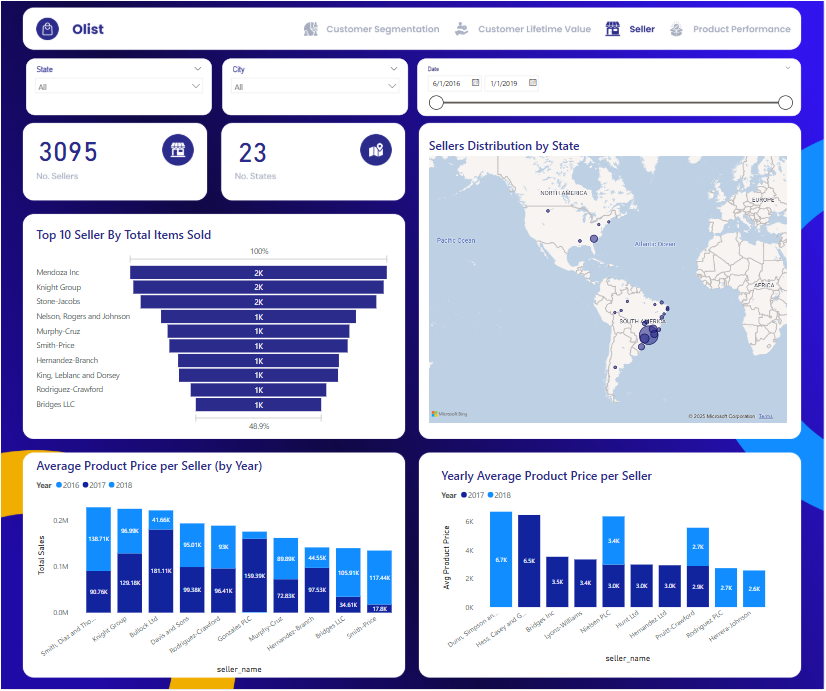 Olist
Customer Segmentation
Customer Lifetime Value
Seller
Product Performance
State
All
City
All
Date
6/1/2016
1/1/2019
3095
No. Sellers
23
No. States
Sellers Distribution by State
NORTH AMERICA
EUROPE
Pacific Ocean
Atlantic Ocean
AFRICA
SOUTH AMERICA
Microsoft Bing
© 2025 Microsoft Corporation Terms
Top 10 Seller By Total Items Sold
100%
Mendoza Inc 2K
Knight Group 2K
Stone-Jacobs 2K
Nelson, Rogers and Johnson 1K
Murphy-Cruz 1K
Smith-Price 1K
Hernandez-Branch 1K
King, Leblanc and Dorsey 1K
Rodriguez-Crawford 1K
Bridges LLC 1K
48.9%
Average Product Price per Seller (by Year)
Year 2016 2017 2018
Total Sales
0.2M
0.1M
0.0M
138.71K
90.76K
96.99K
129.18K
41.66K
181.11K
95.01K
99.38K
93K
96.41K
159.39K
89.89K
72.83K
44.55K
97.53K
105.91K
34.61K
117.44K
17.8K
Smith, Diaz and Tho...
Knight Group
Bullock Ltd
Davis and Sons
Rodriguez-Crawford
Gonzales PLC
Murphy-Cruz
Hernandez-Branch
Bridges LLC
Smith-Price
seller_name
Yearly Average Product Price per Seller
Year 2017 2018
Avg Product Price
6K
4K
2K
0K
6.7K
6.5K
3.5K
3.4K
3.4K
3.0K
3.0K
3.0K
2.7K
2.9K
2.7K
2.6K
Dunn, Simpson an...
Hess, Casey and G...
Bridges Inc
Lyons-Williams
Nielsen PLC
Hunt Ltd
Hernandez Ltd
Pruitt-Crawford
Rodriguez PLC
Herrera-Johnson
seller_name